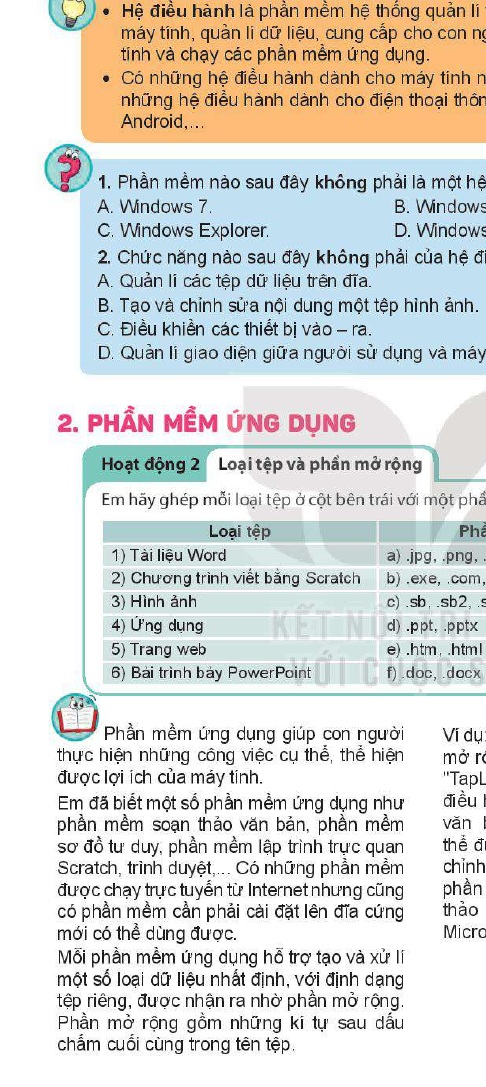 • Hệ điều hành là phần mềm hệ thống quản lí
máy tính, quản lí dữ liệu, cung cấp cho con
tính và chạy các phần mềm ứng dụng.
• Có những hệ điều hành dành cho máy tính
những hệ điều hành dành cho điện thoại
Android,...
1. Phần mềm nào sau đây không phải là một hệ
A. Windows 7.
B. Windows
C. Windows Explorer.
D. Windows
2. Chức năng nào sau đây không phải của hệ
A. Quản lí các tệp dữ liệu trên đĩa.
B. Tạo và chỉnh sửa nội dung một tệp hình ảnh.
C. Điều khiển các thiết bị vào – ra.
D. Quản lí giao diện giữa người sử dụng và máy
2. PHẦN MỀM ỨNG DỤNG
Hoạt động 2 Loại tệp và phần mở rộng
Em hãy ghép mỗi loại tệp ở cột bên trái với một
Loại tệp
1) Tài liệu Word
a) .jpg, .png,
2) Chương trình viết bằng Scratch
b) .exe, .com,
3) Hình ảnh
c) .sb, .sb2,
4) Ứng dụng
d) .ppt, .pptx
5) Trang web
e) .htm, .html
6) Bài trình bày PowerPoint
f) .doc, .docx
KẾT NỐI TRI
VỚI CUỘC S
Phần mềm ứng dụng giúp con người
thực hiện những công việc cụ thể, thể hiện
được lợi ích của máy tính.
Em đã biết một số phần mềm ứng dụng như
phần mềm soạn thảo văn bản, phần mềm
sơ đồ tư duy, phần mềm lập trình trực quan
Scratch, trình duyệt,... Có những phần mềm
được chạy trực tuyến từ Internet nhưng cũng
có phần mềm cần phải cài đặt lên đĩa cứng
mới có thể dùng được.
Mỗi phần mềm ứng dụng hỗ trợ tạo và xử lí
một số loại dữ liệu nhất định, với định dạng
tệp riêng, được nhận ra nhờ phần mở rộng.
Phần mở rộng gồm những kí tự sau dấu
chấm cuối cùng trong tên tệp.
Ví dụ:
mở
"TapL
điều
văn
thể
chỉnh
phần
thảo
Micro